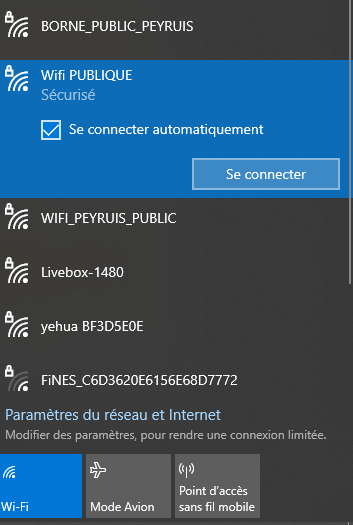 BORNE_PUBLIC_PEYRUIS
Wifi PUBLIQUE
Sécurisé
Se connecter automatiquement
Se connecter
WIFI_PEYRUIS_PUBLIC
Livebox-1480
yehua BF3D5E0E
FiNES_C6D3620E6156E68D7772
Paramètres du réseau et Internet
Modifier des paramètres, pour rendre une connexion limitée.
Wi-Fi
Mode Avion
Point d'accès
sans fil mobile